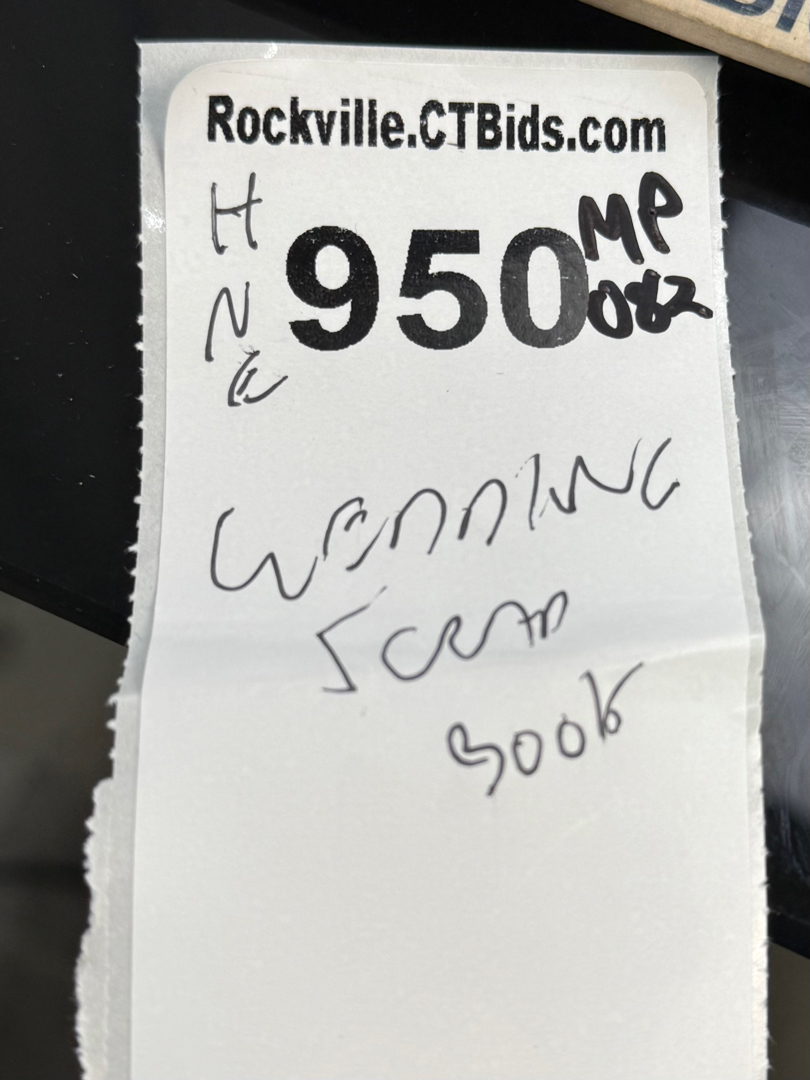 Rockville.CTBids.com
H
N
E
950
MP
082
WEDDING
SCRAP
BOOK